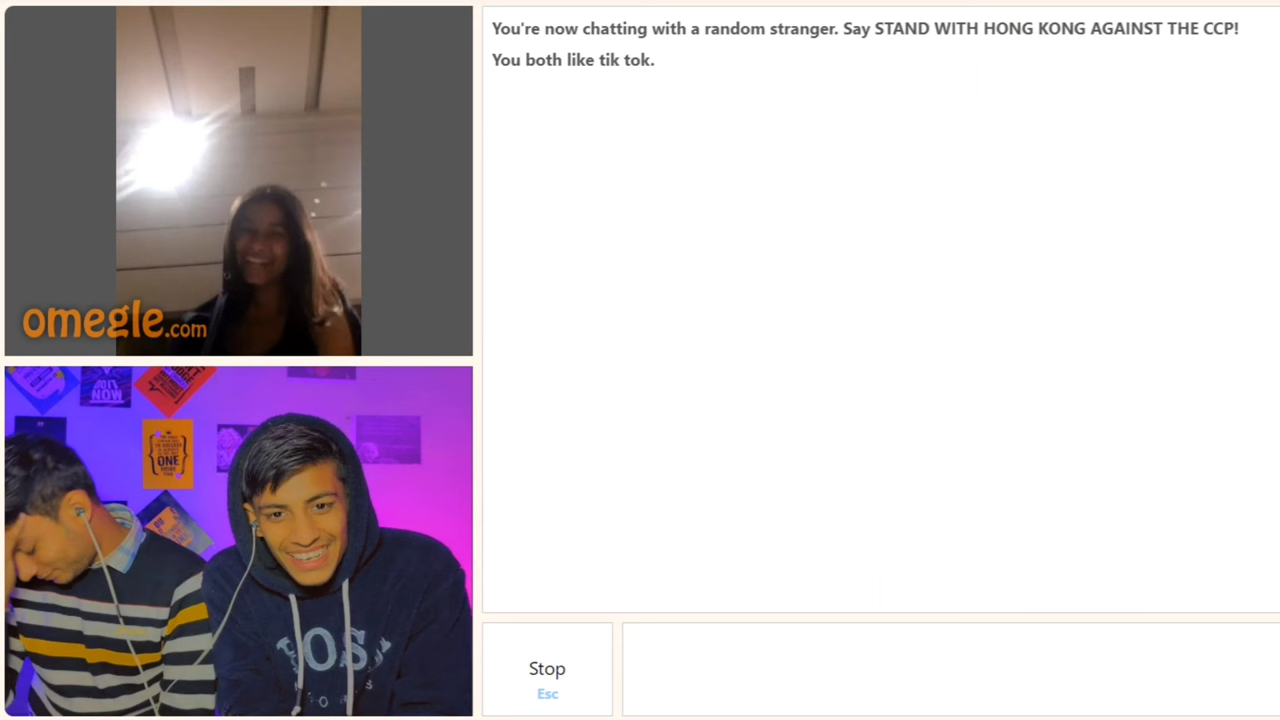 You're now chatting with a random stranger. Say STAND WITH HONG KONG AGAINST THE CCP!
You both like tik tok.
omegle.com
NOW
ONE
Stop
Esc